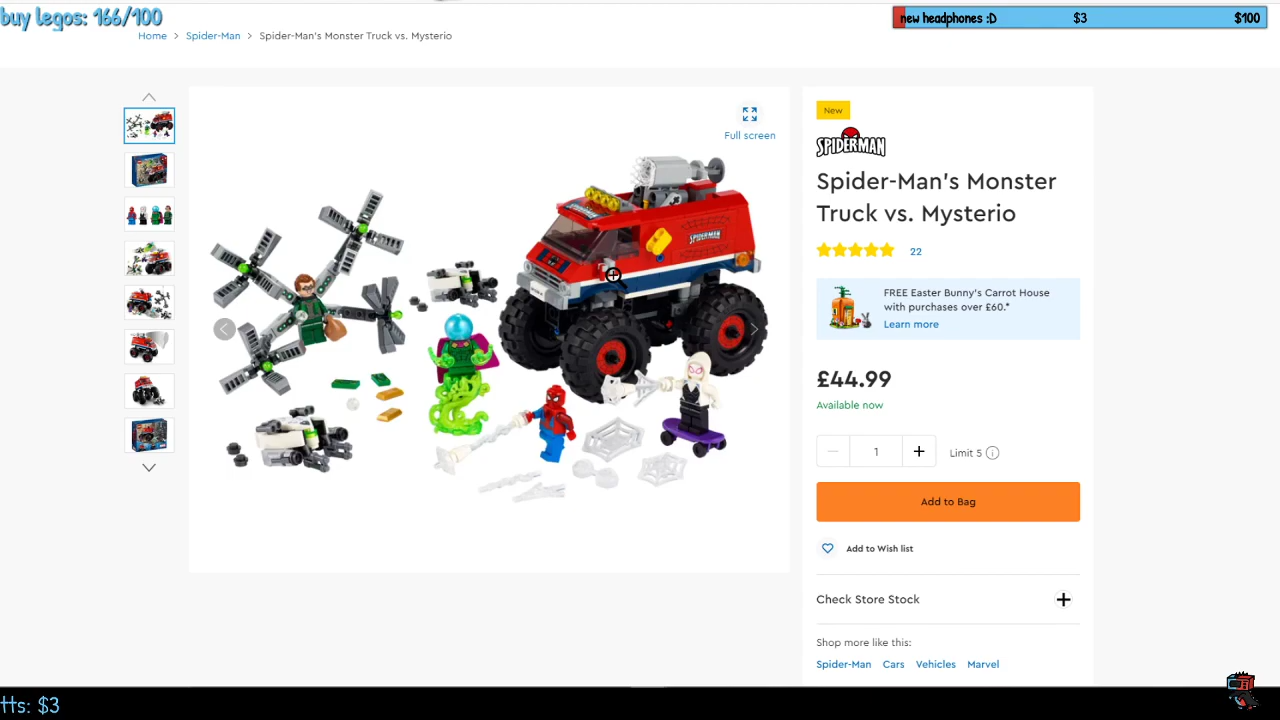 buy legos: 166/100
new headphones :D $3 $100
Home > Spider-Man > Spider-Man's Monster Truck vs. Mysterio
Full screen
New
SPIDERMAN
Spider-Man's Monster
Truck vs. Mysterio
22
FREE Easter Bunny's Carrot House
with purchases over £60.*
Learn more
SPIDERMAN
£44.99
Available now
1
Limit 5
Add to Bag
Add to Wish list
Check Store Stock
Shop more like this:
Spider-Man Cars Vehicles Marvel
tts: $3